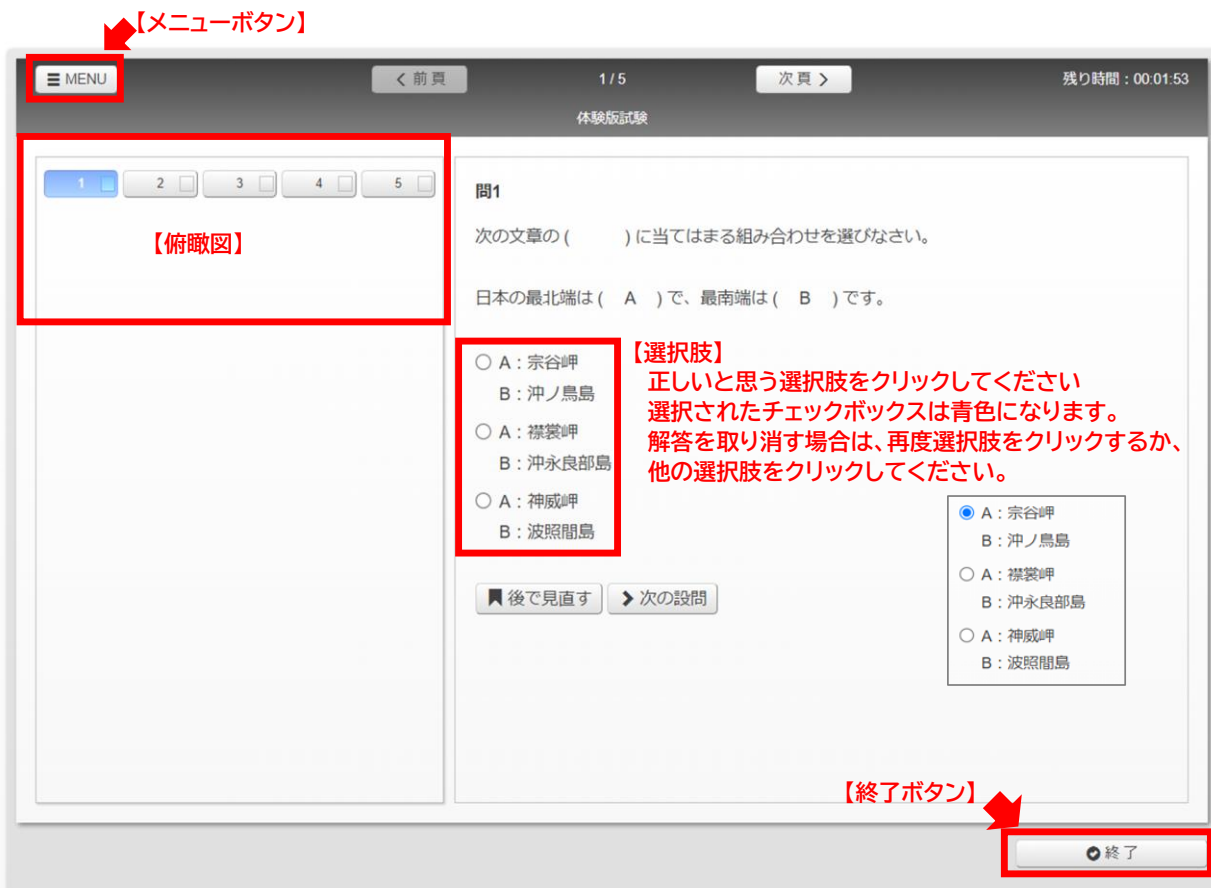 【メニューボタン】
MENU
前頁
1 / 5
次頁
残り時間：00:01:53
体験版試験
1
2
3
4
5
【俯瞰図】
問1
次の文章の (　　　) に当てはまる組み合わせを選びなさい。
日本の最北端は (　A　) で、最南端は (　B　) です。
A：宗谷岬
B：沖ノ鳥島
A：襟裳岬
B：沖永良部島
A：神威岬
B：波照間島
【選択肢】
正しいと思う選択肢をクリックしてください
選択されたチェックボックスは青色になります。
解答を取り消す場合は、再度選択肢をクリックするか、
他の選択肢をクリックしてください。
A：宗谷岬
B：沖ノ鳥島
A：襟裳岬
B：沖永良部島
A：神威岬
B：波照間島
後で見直す
次の設問
【終了ボタン】
終了